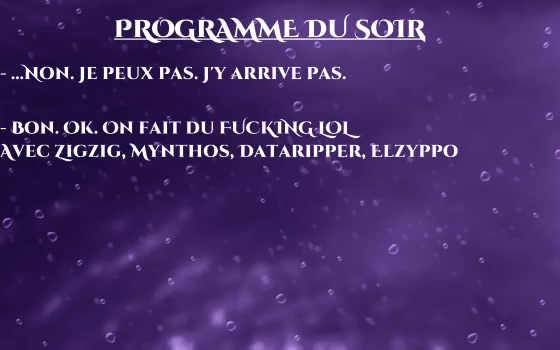 PROGRAMME DU SOIR
- ...NON. JE PEUX PAS. J'Y ARRIVE PAS.
- BON. OK. ON FAIT DU FUCKING LOL
AVEC ZIGZIG, MYNTHOS, DATARIPPER, ELZYPPO